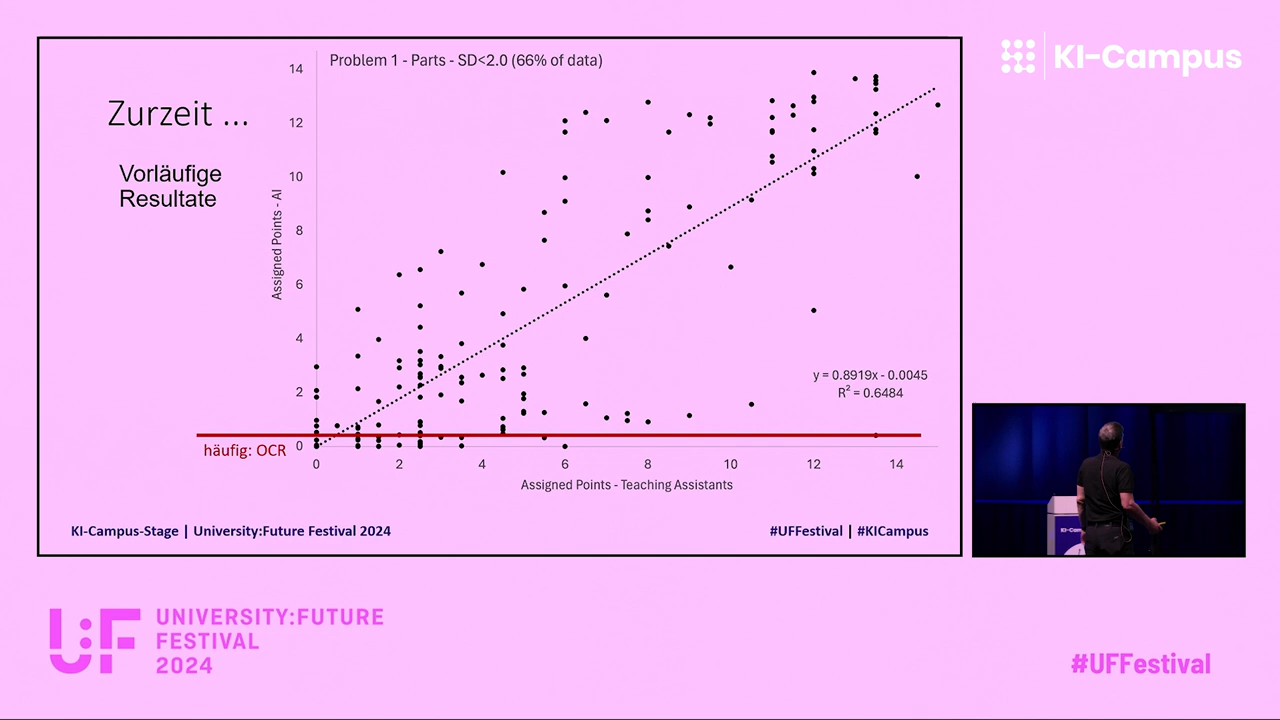 KI-Campus
Problem 1 - Parts - SD<2.0 (66% of data)
Zurzeit ...
Vorläufige
Resultate
Assigned Points - AI
14
12
10
8
6
4
2
0
y = 0.8919x - 0.0045
R² = 0.6484
häufig: OCR
0 2 4 6 8 10 12 14
Assigned Points - Teaching Assistants
KI-Campus-Stage | University:Future Festival 2024
#UFFestival | #KICampus
U:F
UNIVERSITY:FUTURE
FESTIVAL
2024
#UFFestival